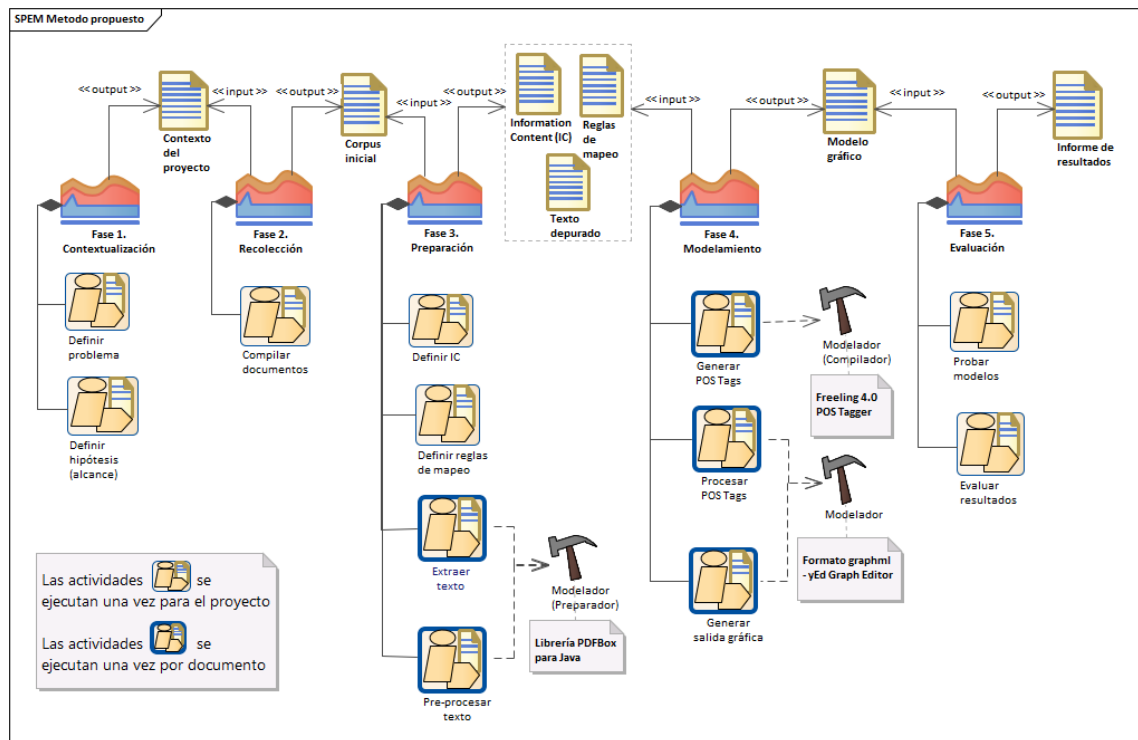 SPEM Metodo propuesto
<< output >>
<< input >>
<< output >>
<< input >>
<< output >>
<< input >>
<< output >>
<< input >>
<< output >>
Contexto
del
proyecto
Corpus
inicial
Information
Content (IC)
Reglas
de
mapeo
Texto
depurado
Modelo
gráfico
Informe de
resultados
Fase 1.
Contextualización
Fase 2.
Recolección
Fase 3.
Preparación
Fase 4.
Modelamiento
Fase 5.
Evaluación
Definir
problema
Definir
hipótesis
(alcance)
Compilar
documentos
Definir IC
Definir reglas
de mapeo
Extraer
texto
Pre-procesar
texto
Modelador
(Preparador)
Librería PDFBox
para Java
Generar
POS Tags
Procesar
POS Tags
Generar
salida gráfica
Modelador
(Compilador)
Freeling 4.0
POS Tagger
Modelador
Formato graphml
- yEd Graph Editor
Probar
modelos
Evaluar
resultados
Las actividades se
ejecutan una vez para el proyecto
Las actividades se
ejecutan una vez por documento